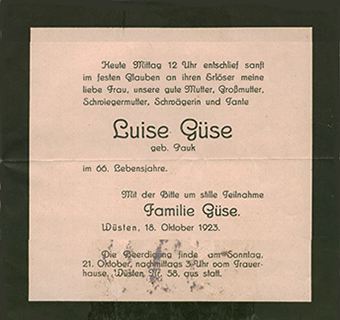 Heute Mittag 12 Uhr entschlief sanft
im festen Glauben an ihren Erlöser meine
liebe Frau, unsere gute Mutter, Großmutter,
Schwiegermutter, Schwägerin und Tante
Luise Güse
geb. Pauk
im 66. Lebensjahre.
Mit der Bitte um stille Teilnahme
Familie Güse.
Wüsten, 18. Oktober 1923.
Die Beerdigung finde am Sonntag,
21. Oktober, nachmittags 3 Uhr vom Trauer-
hause, Wüsten, Nr. 58, aus statt.